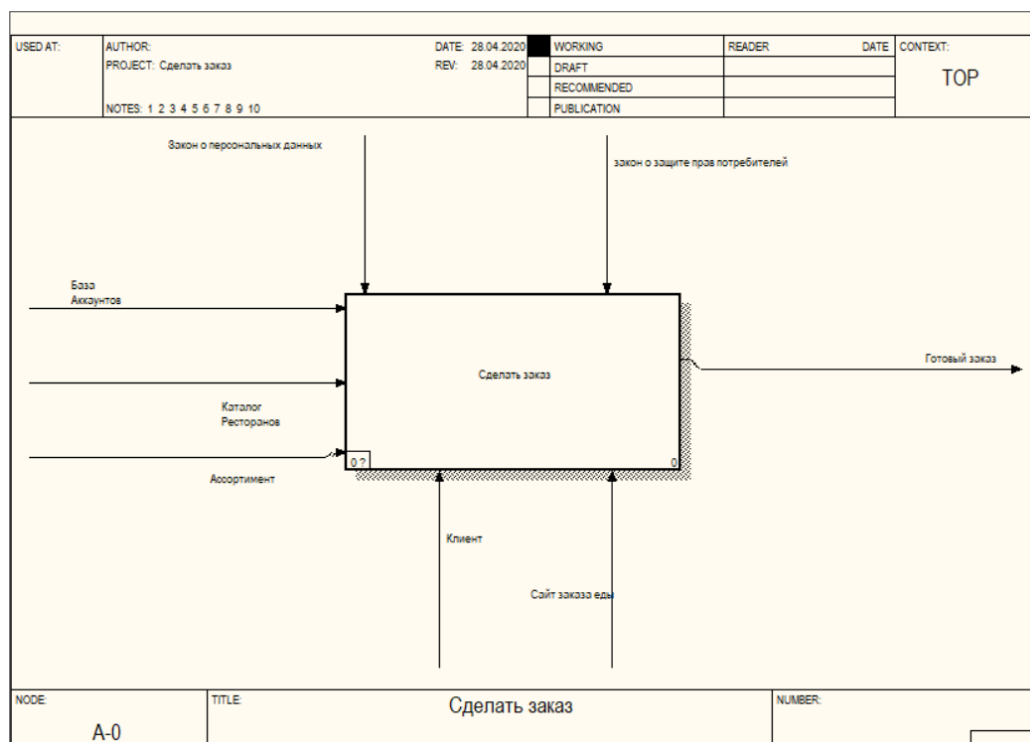 USED AT:
AUTHOR:
DATE: 28.04.2020
WORKING
READER
DATE
CONTEXT:
PROJECT: Сделать заказ
REV: 28.04.2020
DRAFT
TOP
RECOMMENDED
NOTES: 1 2 3 4 5 6 7 8 9 10
PUBLICATION
Закон о персональных данных
закон о защите прав потребителей
База
Аккаунтов
Готовый заказ
Сделать заказ
Каталог
Ресторанов
0 ?
0
Ассортимент
Клиент
Сайт заказа еды
NODE:
TITLE:
Сделать заказ
NUMBER:
A-0